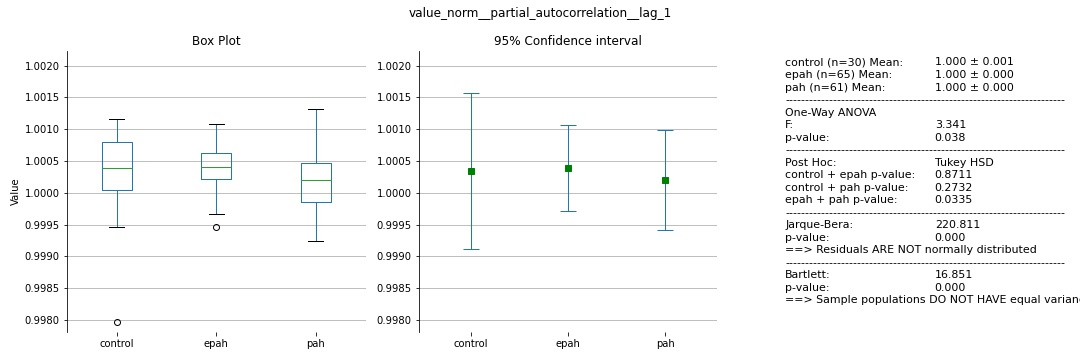 value_norm__partial_autocorrelation__lag_1
Box Plot
Value
1.0020
1.0015
1.0010
1.0005
1.0000
0.9995
0.9990
0.9985
0.9980
control epah pah
95% Confidence interval
1.0020
1.0015
1.0010
1.0005
1.0000
0.9995
0.9990
0.9985
0.9980
control epah pah
control (n=30) Mean: 1.000 ± 0.001
epah (n=65) Mean: 1.000 ± 0.000
pah (n=61) Mean: 1.000 ± 0.000
One-Way ANOVA
F: 3.341
p-value: 0.038
Post Hoc: Tukey HSD
control + epah p-value: 0.8711
control + pah p-value: 0.2732
epah + pah p-value: 0.0335
Jarque-Bera: 220.811
p-value: 0.000
==> Residuals ARE NOT normally distributed
Bartlett: 16.851
p-value: 0.000
==> Sample populations DO NOT HAVE equal varian